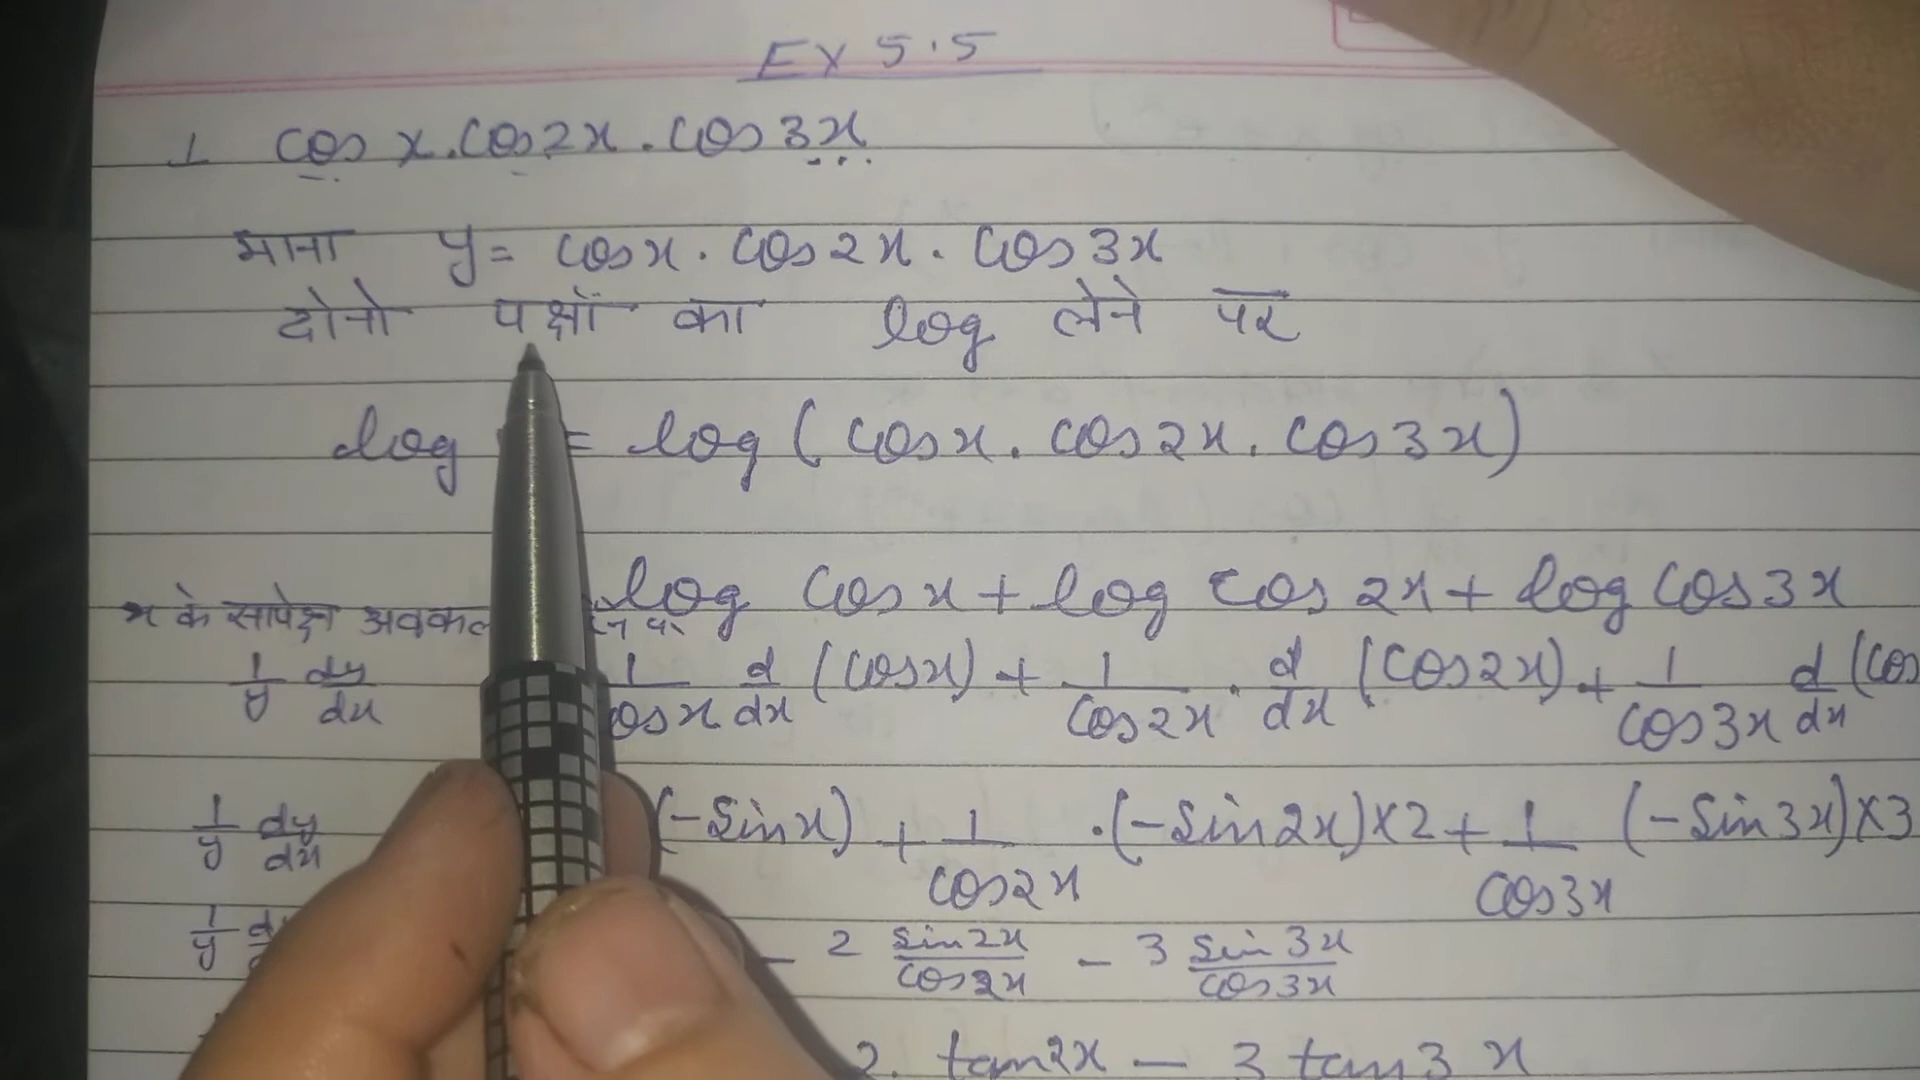 EX 5.5
1 cos x . cos 2x . cos 3x
माना y = cos x . cos 2x . cos 3x
दोनो पक्षों का log लेने पर
log = log ( cos x . cos 2x . cos 3x )
log cos x + log cos 2x + log cos 3x
x के सापेक्ष अवकल
1/y dy/dx 1/cos x d/dx (cos x) + 1/cos 2x . d/dx (cos 2x) + 1/cos 3x d/dx (cos
1/y dy/dx (- sin x) + 1/cos 2x . (- sin 2x) x 2 + 1/cos 3x (- sin 3x) x 3
1/y - 2 sin 2x/cos 2x - 3 sin 3x/cos 3x
2. tan 2x - 3 tan 3x